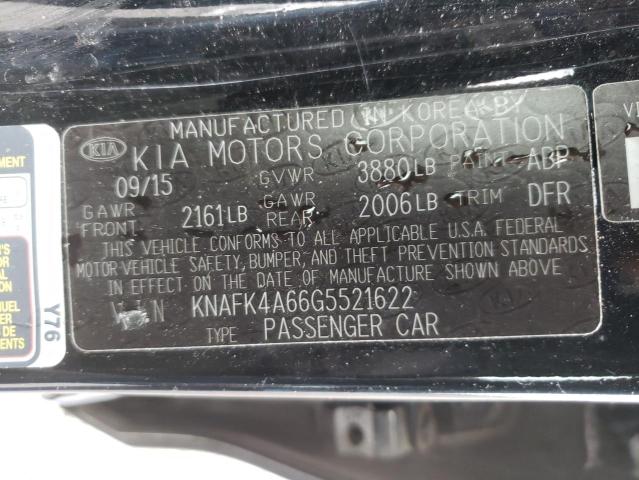 MANUFACTURED IN KOREA BY
KIA KIA MOTORS CORPORATION
09/15 GVWR 3880LB PAINT ABP
GAWR FRONT 2161LB GAWR REAR 2006LB TRIM DFR
THIS VEHICLE CONFORMS TO ALL APPLICABLE U.S.A. FEDERAL
MOTOR VEHICLE SAFETY, BUMPER, AND THEFT PREVENTION STANDARDS
IN EFFECT ON THE DATE OF MANUFACTURE SHOWN ABOVE.
V.I.N KNAFK4A66G5521622
TYPE PASSENGER CAR
Y76
DE